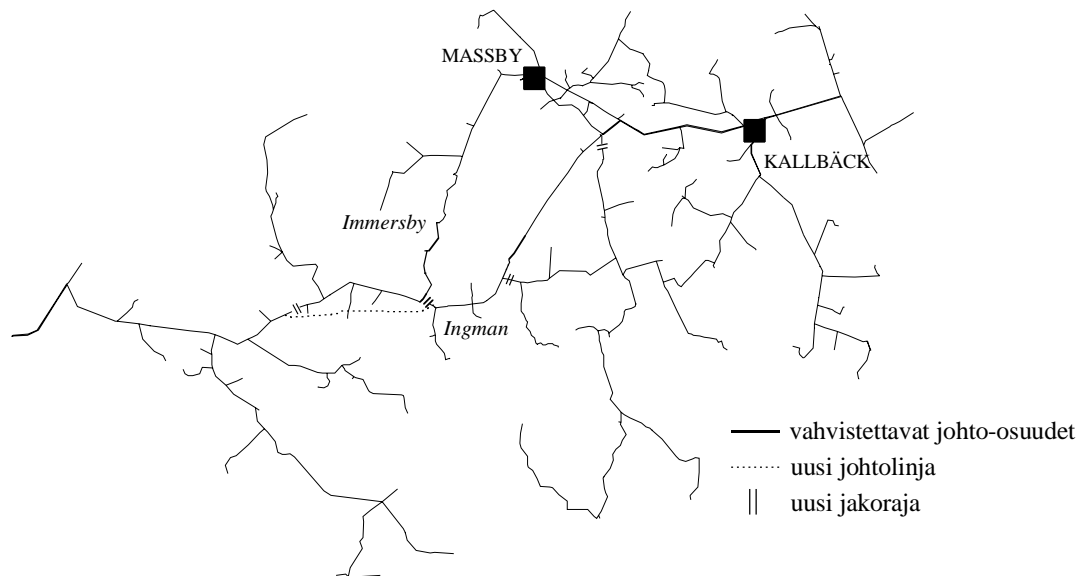 MASSBY
KALLBÄCK
Immersby
Ingman
vahvistettavat johto-osuudet
uusi johtolinja
uusi jakoraja